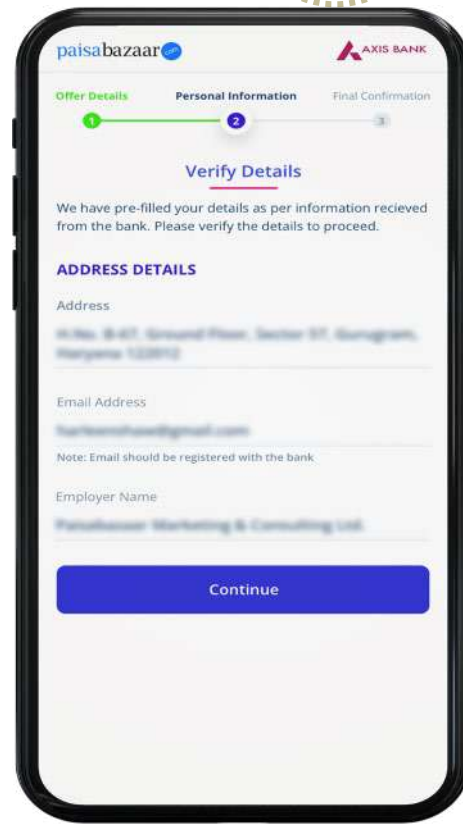 paisabazaar.com
AXIS BANK
Offer Details Personal Information Final Confirmation
1 2 3
Verify Details
We have pre-filled your details as per information recieved
from the bank. Please verify the details to proceed.
ADDRESS DETAILS
Address
Email Address
Note: Email should be registered with the bank
Employer Name
Continue